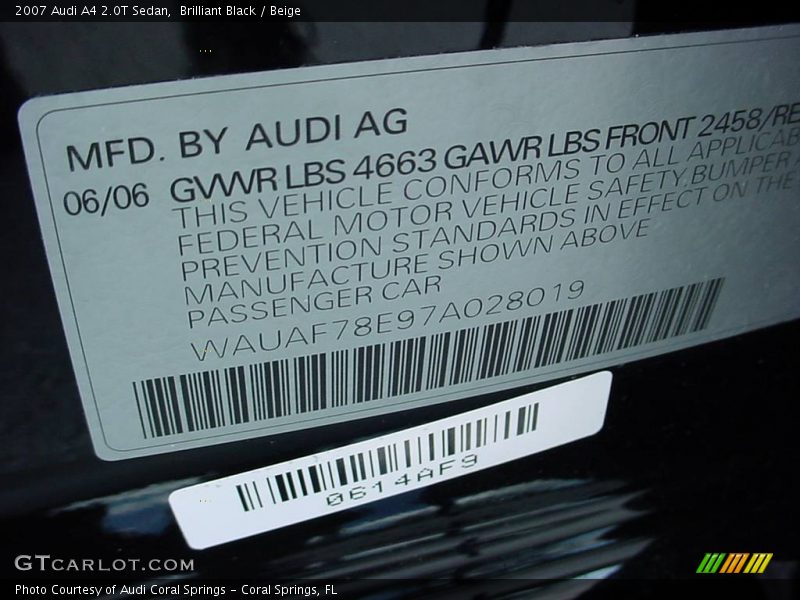 2007 Audi A4 2.0T Sedan,  Brilliant Black / Beige
MFD. BY AUDI AG
06/06 GVWR LBS 4663 GAWR LBS FRONT 2458/RE
THIS VEHICLE CONFORMS TO ALL APPLICAB
FEDERAL MOTOR VEHICLE SAFETY, BUMPER
PREVENTION STANDARDS IN EFFECT ON THE
MANUFACTURE SHOWN ABOVE
PASSENGER CAR
WAUAF78E97A028019
0614AF9
GTCARLOT.COM
Photo Courtesy of Audi Coral Springs – Coral Springs, FL